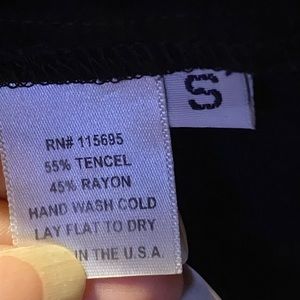 S
RN# 115695
55% TENCEL
45% RAYON
HAND WASH COLD
LAY FLAT TO DRY
IN THE U.S.A.